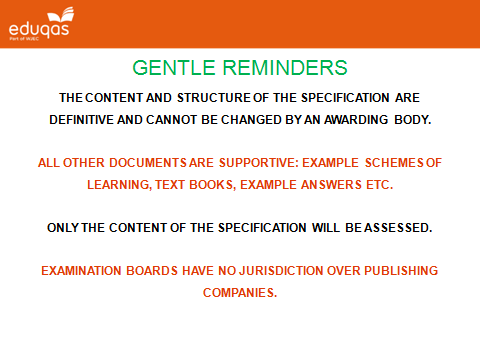 eduqas
Part of WJEC
GENTLE REMINDERS
THE CONTENT AND STRUCTURE OF THE SPECIFICATION ARE
DEFINITIVE AND CANNOT BE CHANGED BY AN AWARDING BODY.
ALL OTHER DOCUMENTS ARE SUPPORTIVE: EXAMPLE SCHEMES OF
LEARNING, TEXT BOOKS, EXAMPLE ANSWERS ETC.
ONLY THE CONTENT OF THE SPECIFICATION WILL BE ASSESSED.
EXAMINATION BOARDS HAVE NO JURISDICTION OVER PUBLISHING
COMPANIES.